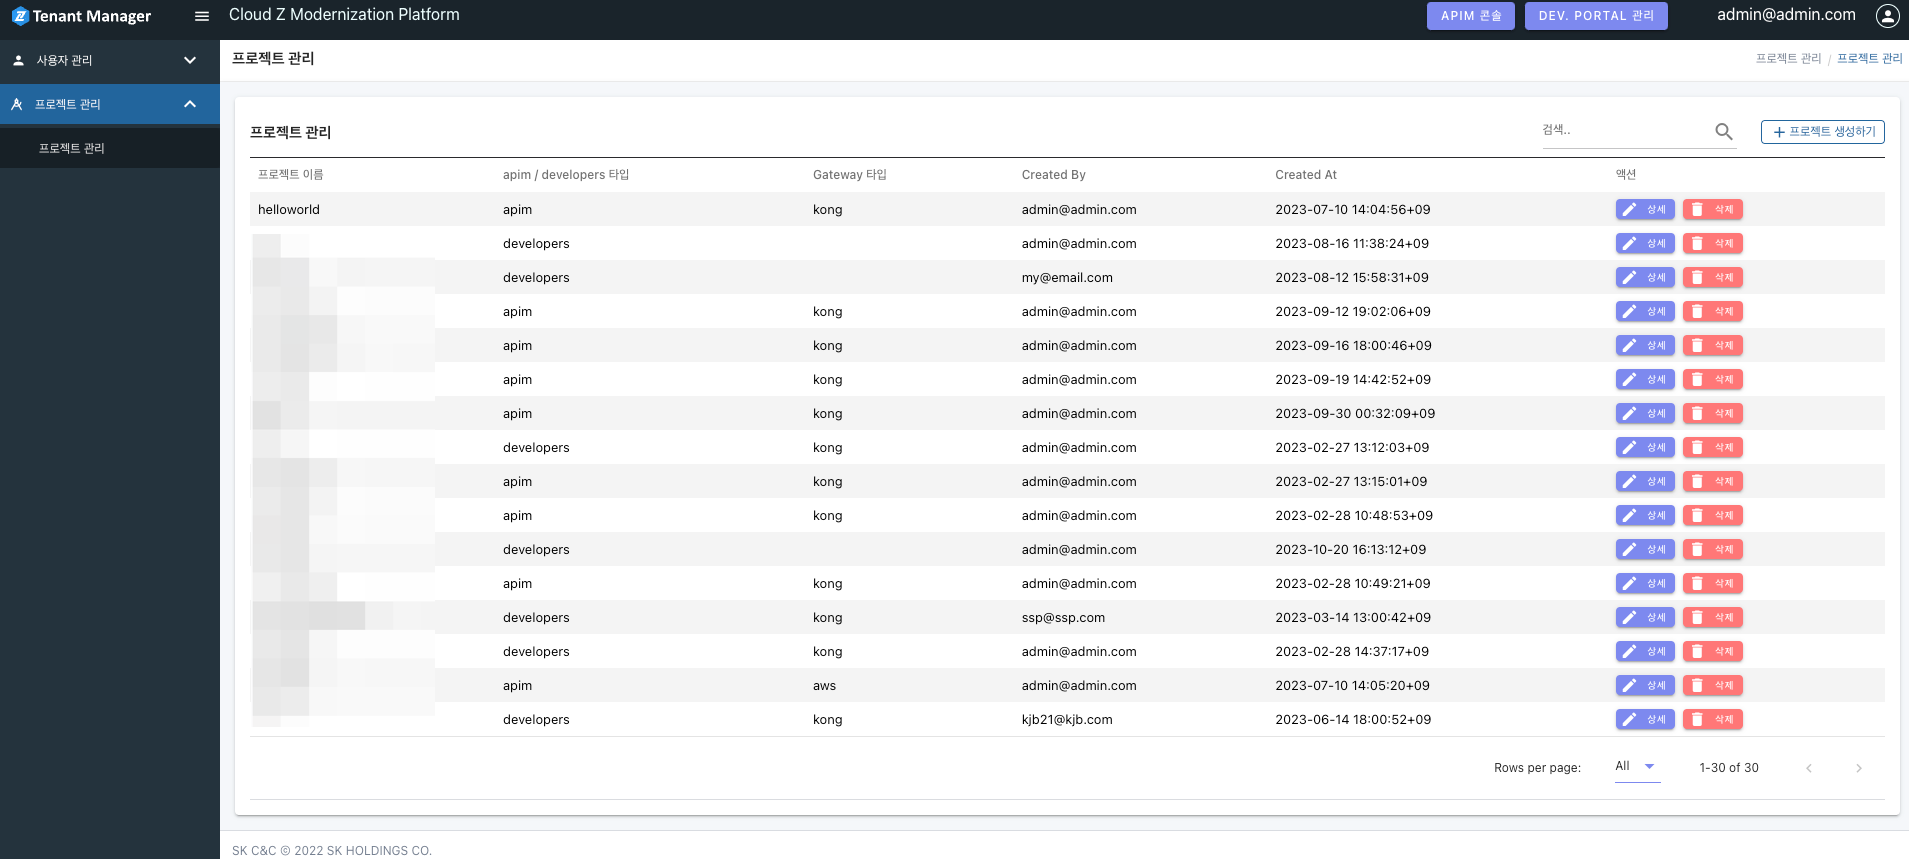 Tenant Manager
Cloud Z Modernization Platform
APIM 콘솔
DEV. PORTAL 관리
admin@admin.com
사용자 관리
프로젝트 관리
프로젝트 관리
프로젝트 관리
프로젝트 관리 / 프로젝트 관리
프로젝트 관리
검색..
+ 프로젝트 생성하기
프로젝트 이름 apim / developers 타입 Gateway 타입 Created By Created At 액션
helloworld apim kong admin@admin.com 2023-07-10 14:04:56+09 상세 삭제
developers admin@admin.com 2023-08-16 11:38:24+09 상세 삭제
developers my@email.com 2023-08-12 15:58:31+09 상세 삭제
apim kong admin@admin.com 2023-09-12 19:02:06+09 상세 삭제
apim kong admin@admin.com 2023-09-16 18:00:46+09 상세 삭제
apim kong admin@admin.com 2023-09-19 14:42:52+09 상세 삭제
apim kong admin@admin.com 2023-09-30 00:32:09+09 상세 삭제
developers kong admin@admin.com 2023-02-27 13:12:03+09 상세 삭제
apim kong admin@admin.com 2023-02-27 13:15:01+09 상세 삭제
apim kong admin@admin.com 2023-02-28 10:48:53+09 상세 삭제
developers admin@admin.com 2023-10-20 16:13:12+09 상세 삭제
apim kong admin@admin.com 2023-02-28 10:49:21+09 상세 삭제
developers kong ssp@ssp.com 2023-03-14 13:00:42+09 상세 삭제
developers kong admin@admin.com 2023-02-28 14:37:17+09 상세 삭제
apim aws admin@admin.com 2023-07-10 14:05:20+09 상세 삭제
developers kong kjb21@kjb.com 2023-06-14 18:00:52+09 상세 삭제
Rows per page: All 1-30 of 30
SK C&C © 2022 SK HOLDINGS CO.